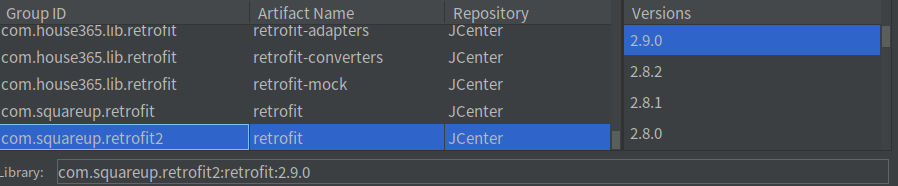 Group ID Artifact Name Repository Versions
com.house365.lib.retrofit retrofit-adapters JCenter 2.9.0
com.house365.lib.retrofit retrofit-converters JCenter 2.8.2
com.house365.lib.retrofit retrofit-mock JCenter
com.squareup.retrofit retrofit JCenter 2.8.1
com.squareup.retrofit2 retrofit JCenter 2.8.0
Library: com.squareup.retrofit2:retrofit:2.9.0